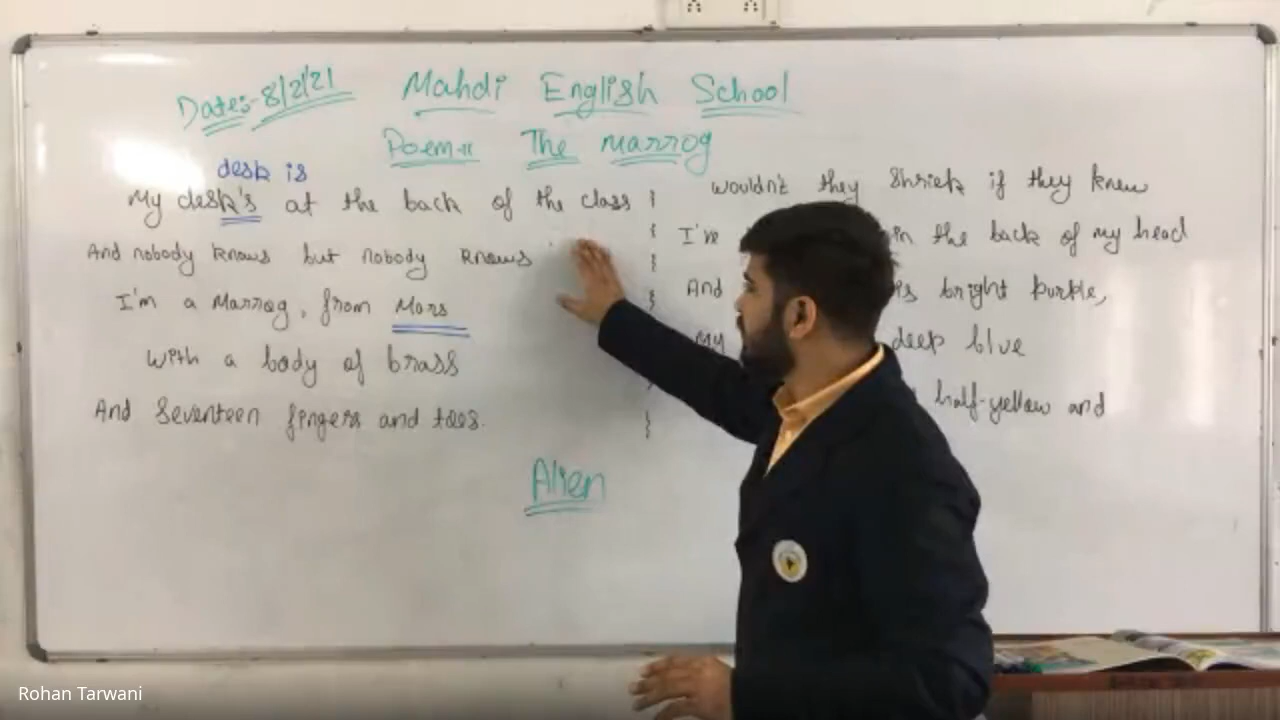 Date:- 8/2/21
Mahdi English School
Poem:- The Marrog
desk is
My desk's at the back of the class
And nobody knows but nobody knows
I'm a Marrog, from Mars
With a body of brass
And Seventeen fingers and toes.
Wouldn't they Shriek if they knew
I've in the back of my head
And is bright purple,
My deep blue
half-yellow and
Alien
Rohan Tarwani